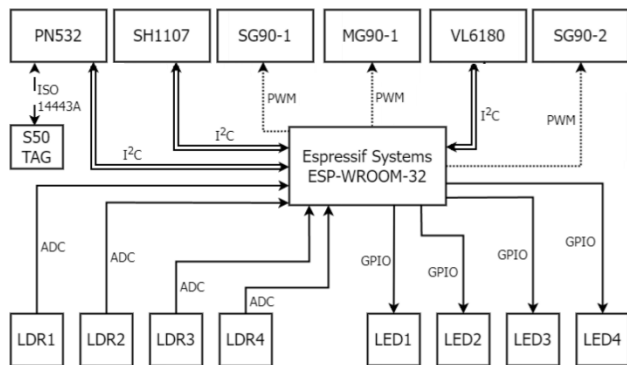 PN532
SH1107
SG90-1
MG90-1
VL6180
SG90-2
ISO
14443A
PWM
PWM
I²C
PWM
S50
TAG
I²C
I²C
Espressif Systems
ESP-WROOM-32
ADC
ADC
ADC
ADC
GPIO
GPIO
GPIO
GPIO
LDR1
LDR2
LDR3
LDR4
LED1
LED2
LED3
LED4